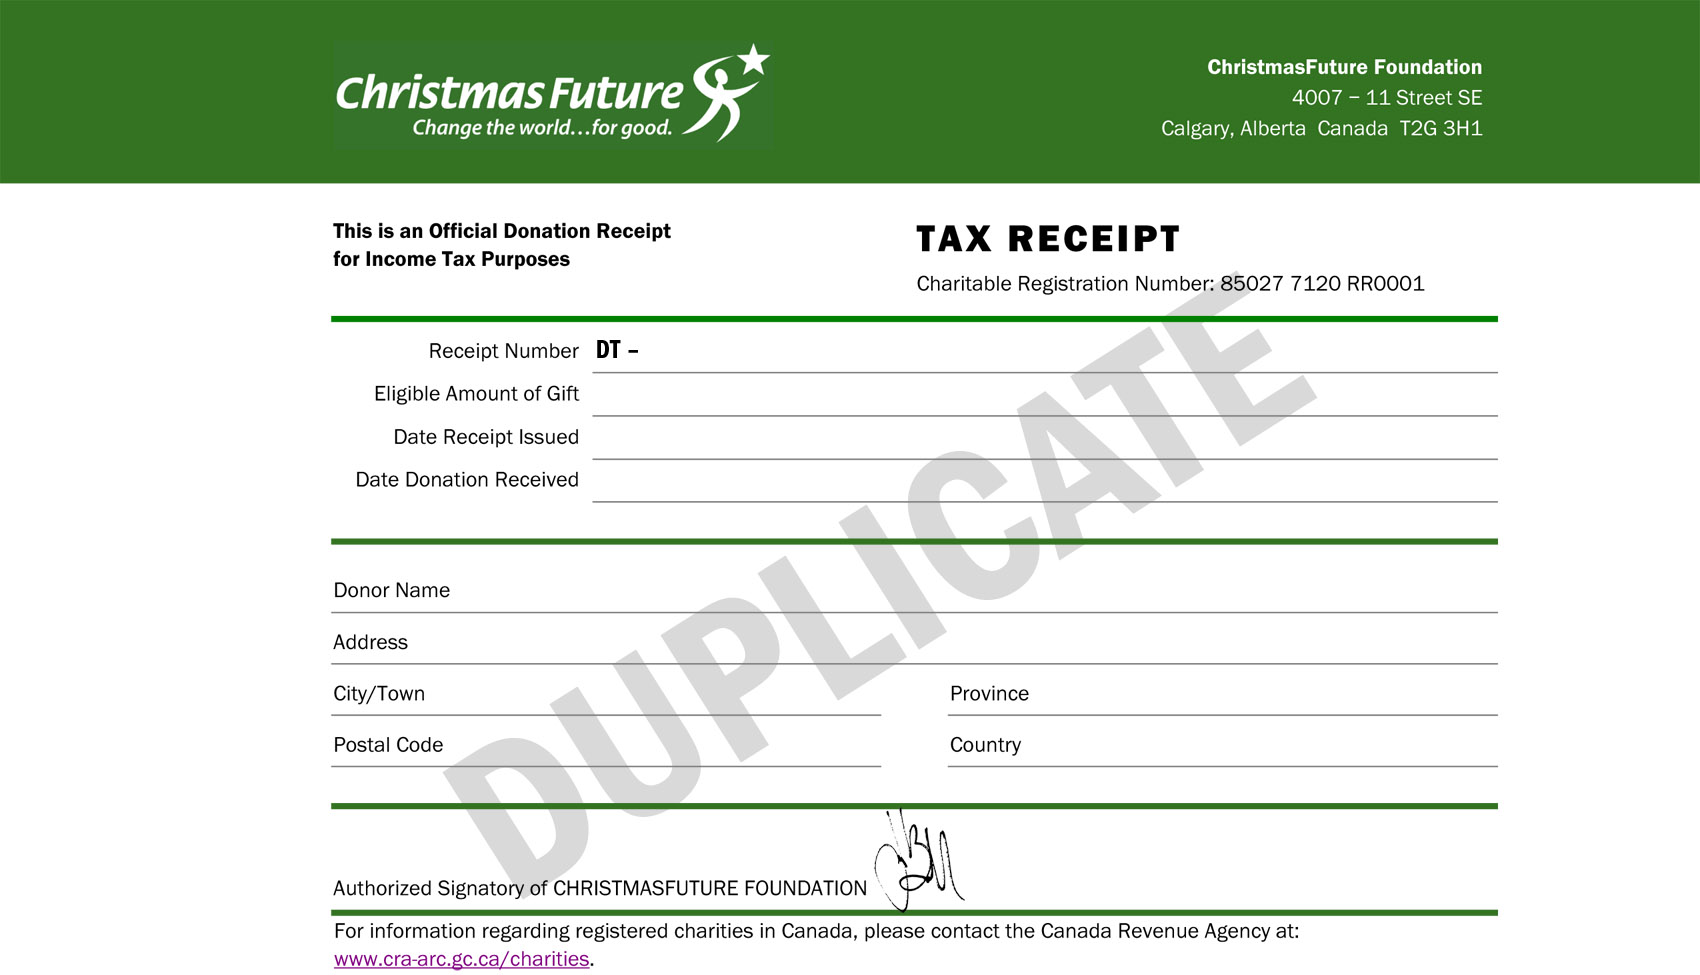 Christmas Future
Change the world...for good.
ChristmasFuture Foundation
4007 – 11 Street SE
Calgary, Alberta  Canada  T2G 3H1
This is an Official Donation Receipt
for Income Tax Purposes
TAX RECEIPT
Charitable Registration Number: 85027 7120 RR0001
Receipt Number DT –
Eligible Amount of Gift
Date Receipt Issued
Date Donation Received
DUPLICATE
Donor Name
Address
City/Town Province
Postal Code Country
Authorized Signatory of CHRISTMASFUTURE FOUNDATION
For information regarding registered charities in Canada, please contact the Canada Revenue Agency at:
www.cra-arc.gc.ca/charities.